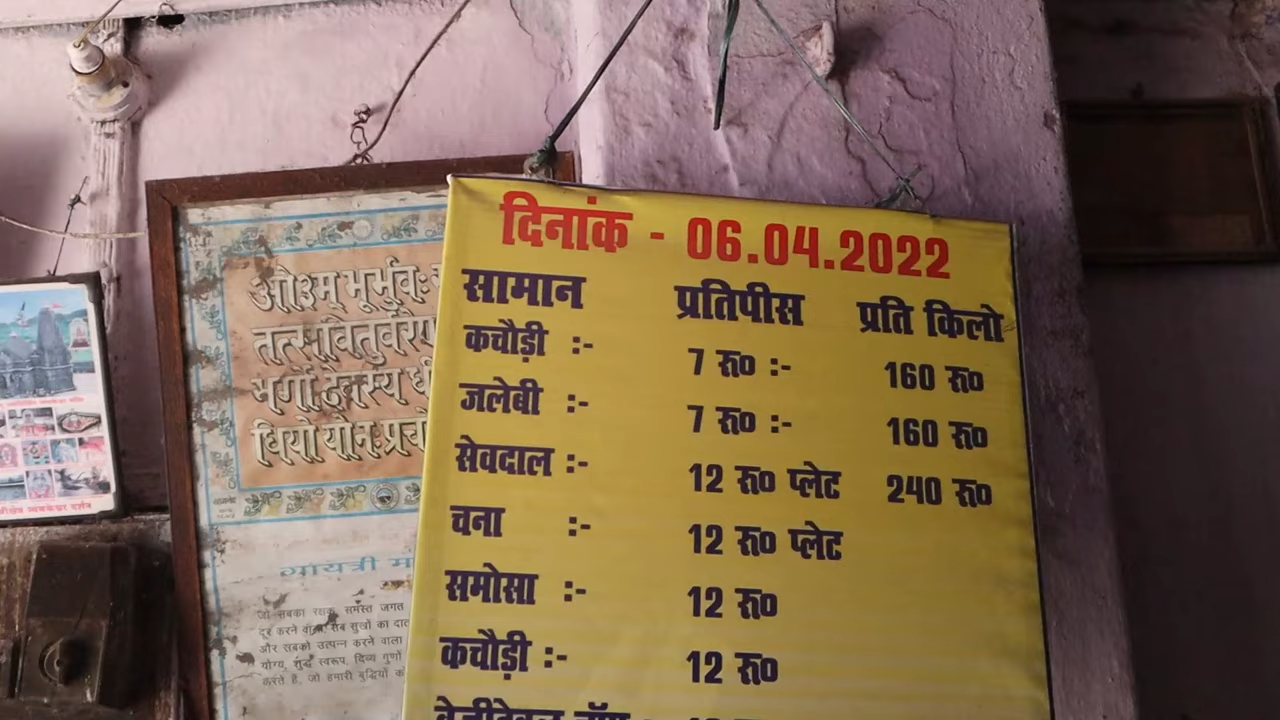 दिनांक - 06.04.2022
सामान प्रतिपीस प्रति किलो
कचौड़ी :- 7 रू० :- 160 रू०
जलेबी :- 7 रू० :- 160 रू०
सेवदाल :- 12 रू० प्लेट 240 रू०
चना :- 12 रू० प्लेट
समोसा :- 12 रू०
कचौड़ी :- 12 रू०
ओ३म् भूर्भुवः
तत्सवितुर्वरेण
भर्गो देवस्य
धियो योनः प्रचो
गायत्री मं
जो सबका रक्षक समस्त जगत
दूर करने वाला, सब सुखों का दात
और सबको उत्पन्न करने वाला
योग्य, शुद्ध स्वरूप, दिव्य गुणों
करते हैं, जो हमारी बुद्धियों को